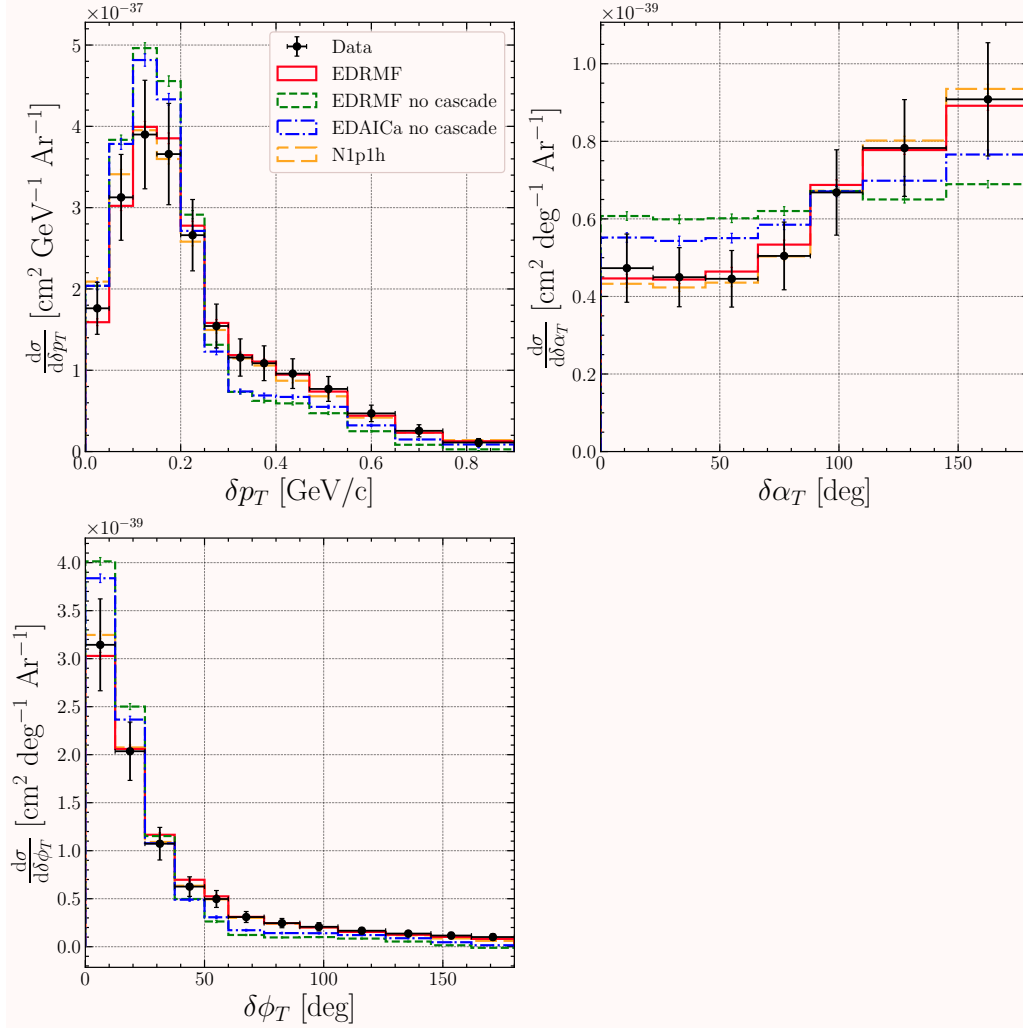 ×10⁻³⁷
dσ/dδp_T [cm² GeV⁻¹ Ar⁻¹]
5
4
3
2
1
0
0.0 0.2 0.4 0.6 0.8
δp_T [GeV/c]
Data
EDRMF
EDRMF no cascade
EDAICa no cascade
N1p1h
×10⁻³⁹
dσ/dδα_T [cm² deg⁻¹ Ar⁻¹]
1.0
0.8
0.6
0.4
0.2
0.0
0 50 100 150
δα_T [deg]
×10⁻³⁹
dσ/dδϕ_T [cm² deg⁻¹ Ar⁻¹]
4.0
3.5
3.0
2.5
2.0
1.5
1.0
0.5
0.0
0 50 100 150
δϕ_T [deg]